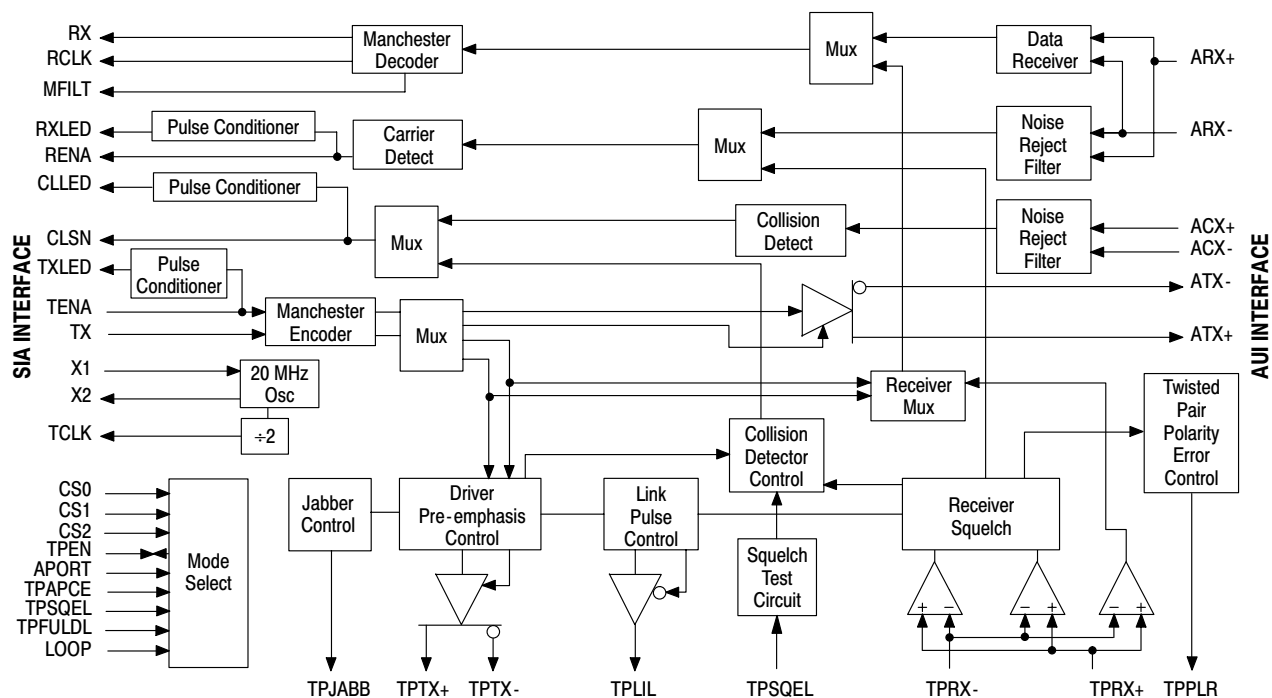 RX
RCLK
MFILT
RXLED
RENA
CLLED
CLSN
TXLED
TENA
TX
X1
X2
TCLK
CS0
CS1
CS2
TPEN
APORT
TPAPCE
TPSQEL
TPFULDL
LOOP
SIA INTERFACE
Manchester
Decoder
Pulse Conditioner
Carrier
Detect
Pulse Conditioner
Mux
Pulse
Conditioner
Manchester
Encoder
Mux
20 MHz
Osc
÷2
Mode
Select
Mux
Mux
Data
Receiver
Noise
Reject
Filter
Collision
Detect
Noise
Reject
Filter
Receiver
Mux
Twisted
Pair
Polarity
Error
Control
Collision
Detector
Control
Jabber
Control
Driver
Pre-emphasis
Control
Link
Pulse
Control
Squelch
Test
Circuit
Receiver
Squelch
+ - - + - +
ARX+
ARX-
ACX+
ACX-
ATX-
ATX+
AUI INTERFACE
TPJABB
TPTX+
TPTX-
TPLIL
TPSQEL
TPRX-
TPRX+
TPPLR